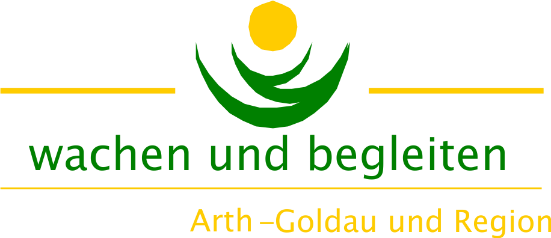 wachen und begleiten
Arth -Goldau und Region